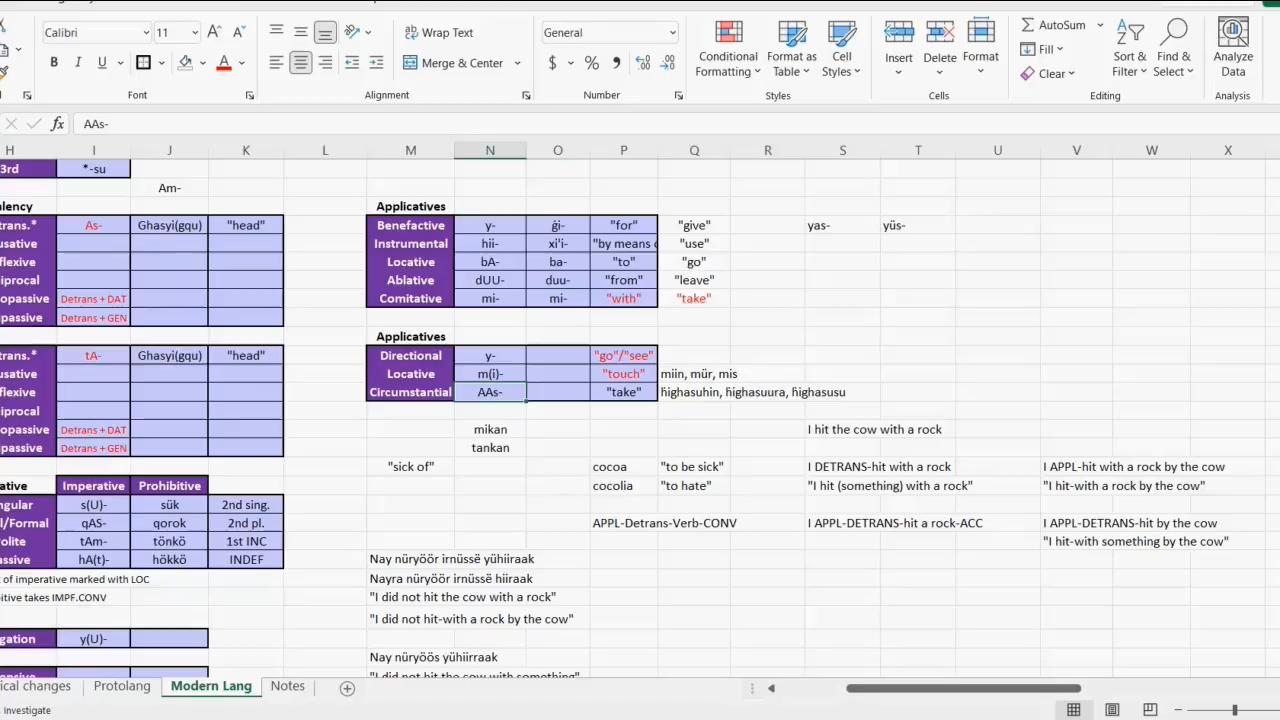 Calibri 11 Wrap Text General AutoSum
Fill
B I U Merge & Center $ % Conditional Formatting Format as Table Cell Styles Insert Delete Format Clear Sort & Filter Find & Select Analyze Data
Font Alignment Number Styles Cells Editing Analysis
fx AAs-
H I J K L M N O P Q R S T U V W X
3rd *-su
Am-
lency Applicatives
trans.* As- Ghasyi(gqu) "head" Benefactive y- ġi- "for" "give" yas- yüs-
usative Instrumental hii- xi'i- "by means o "use"
flexive Locative bA- ba- "to" "go"
iprocal Ablative dUU- duu- "from" "leave"
opassive Detrans + DAT Comitative mi- mi- "with" "take"
ipassive Detrans + GEN
Applicatives
trans.* tA- Ghasyi(gqu) "head" Directional y- "go"/"see"
usative Locative m(i)- "touch" miin, mür, mis
flexive Circumstantial AAs- "take" ḧighasuhin, ḧighasuura, ḧighasusu
iprocal
opassive Detrans + DAT mikan I hit the cow with a rock
ipassive Detrans + GEN tankan
"sick of" cocoa "to be sick" I DETRANS-hit with a rock I APPL-hit with a rock by the cow
ative Imperative Prohibitive cocolia "to hate" "I hit (something) with a rock" "I hit-with a rock by the cow"
ngular s(U)- sük 2nd sing.
l/Formal qAS- qorok 2nd pl. APPL-Detrans-Verb-CONV I APPL-DETRANS-hit a rock-ACC I APPL-DETRANS-hit by the cow
olite tAm- tönkö 1st INC "I hit-with something by the cow"
assive hA(t)- hökkö INDEF Nay nüryöör irnüssë yühiiraak
t of imperative marked with LOC Nayra nüryöör irnüssë hiiraak
bitive takes IMPF.CONV "I did not hit the cow with a rock"
"I did not hit-with a rock by the cow"
gation y(U)-
Nay nüryöös yühiirraak
"I did not hit the cow with something"
ical changes Protolang Modern Lang Notes
Investigate